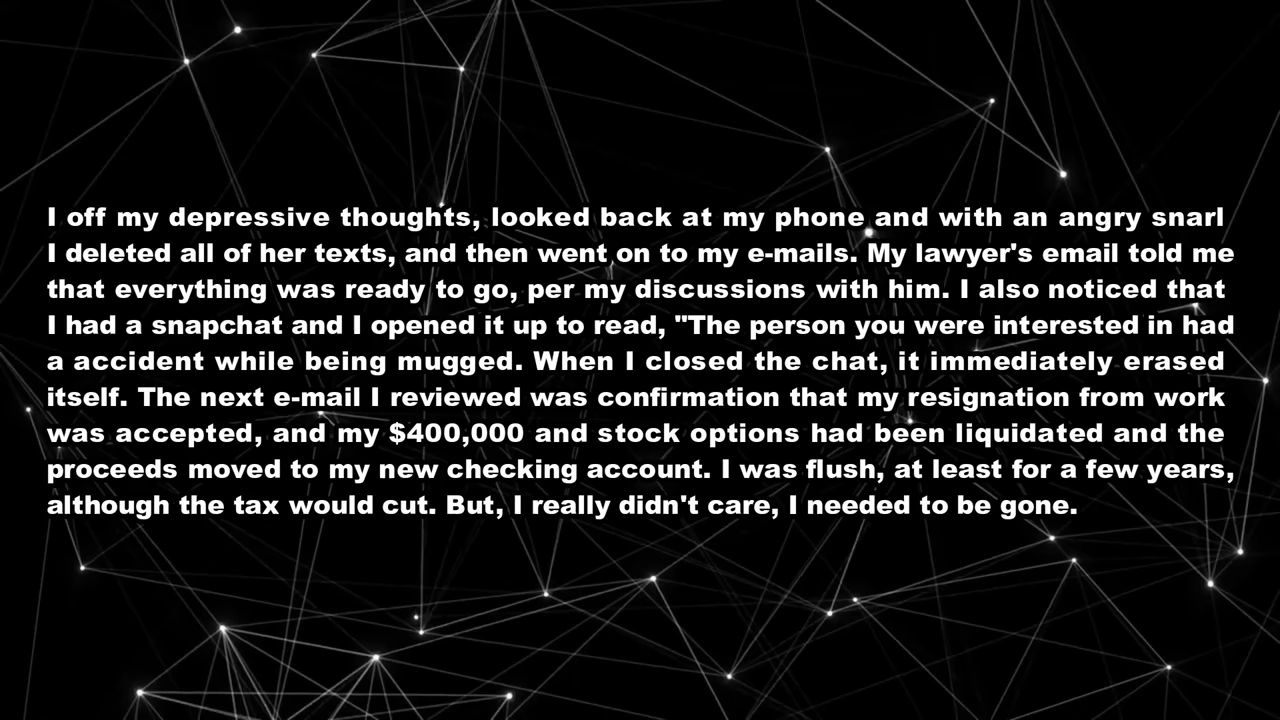 I off my depressive thoughts, looked back at my phone and with an angry snarl
I deleted all of her texts, and then went on to my e-mails. My lawyer's email told me
that everything was ready to go, per my discussions with him. I also noticed that
I had a snapchat and I opened it up to read, "The person you were interested in had
a accident while being mugged. When I closed the chat, it immediately erased
itself. The next e-mail I reviewed was confirmation that my resignation from work
was accepted, and my $400,000 and stock options had been liquidated and the
proceeds moved to my new checking account. I was flush, at least for a few years,
although the tax would cut. But, I really didn't care, I needed to be gone.